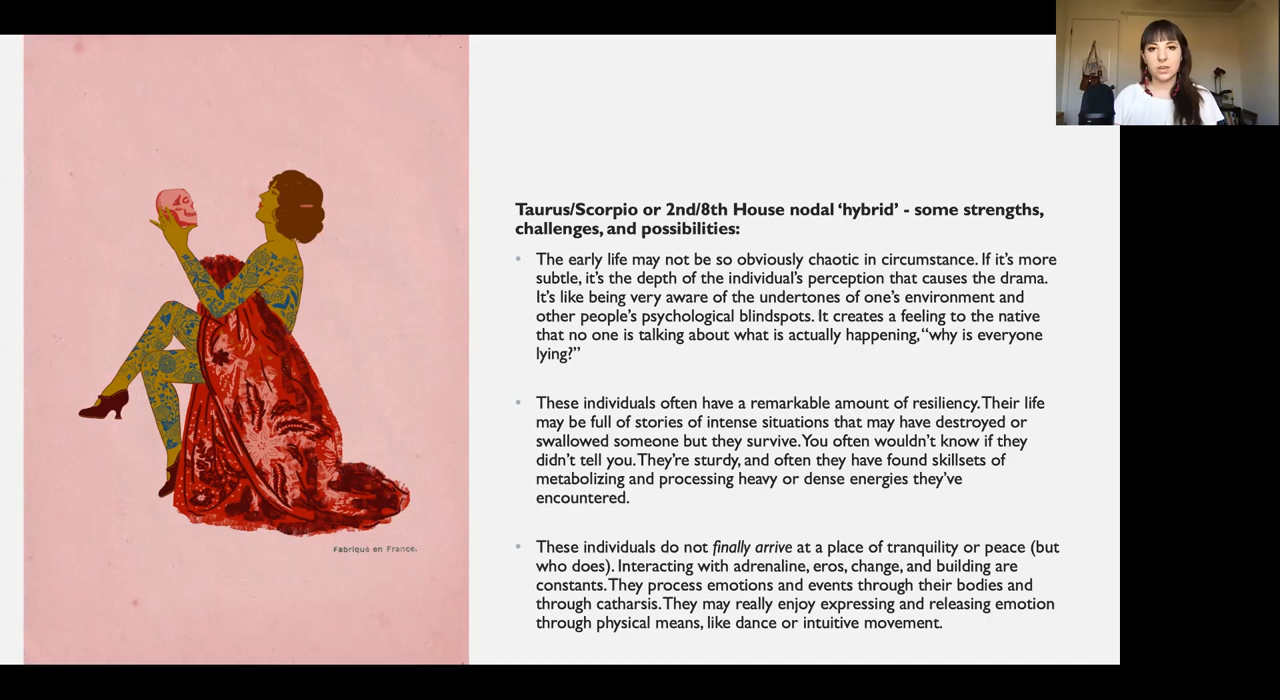 Taurus/Scorpio or 2nd/8th House nodal ‘hybrid’ - some strengths,
challenges, and possibilities:
• The early life may not be so obviously chaotic in circumstance. If it’s more
subtle, it’s the depth of the individual’s perception that causes the drama.
It’s like being very aware of the undertones of one’s environment and
other people’s psychological blindspots. It creates a feeling to the native
that no one is talking about what is actually happening, “why is everyone
lying?”
• These individuals often have a remarkable amount of resiliency. Their life
may be full of stories of intense situations that may have destroyed or
swallowed someone but they survive. You often wouldn’t know if they
didn’t tell you. They’re sturdy, and often they have found skillsets of
metabolizing and processing heavy or dense energies they’ve
encountered.
• These individuals do not finally arrive at a place of tranquility or peace (but
who does). Interacting with adrenaline, eros, change, and building are
constants. They process emotions and events through their bodies and
through catharsis. They may really enjoy expressing and releasing emotion
through physical means, like dance or intuitive movement.
Fabriqué en France.